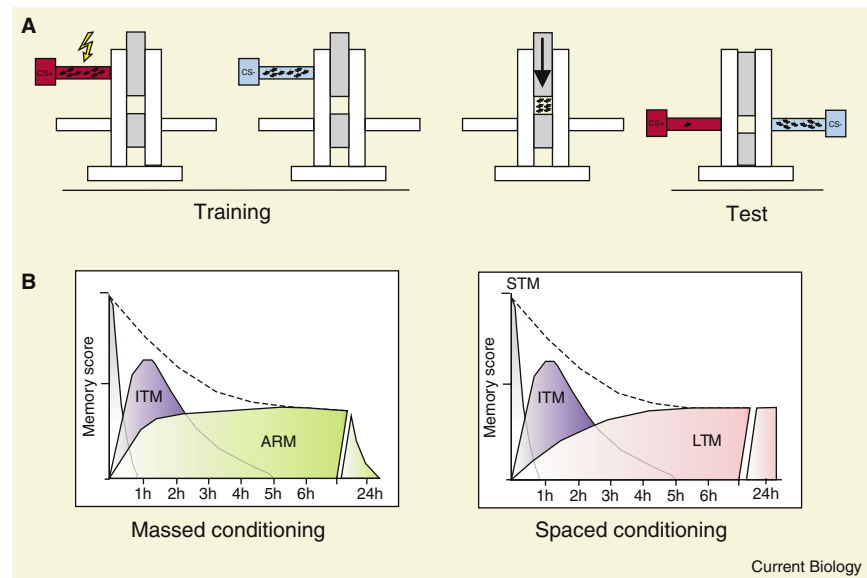 A
CS+
CS-
CS+
CS-
Training
Test
B
Memory score
ITM
ARM
1h 2h 3h 4h 5h 6h 24h
Massed conditioning
STM
Memory score
ITM
LTM
1h 2h 3h 4h 5h 6h 24h
Spaced conditioning
Current Biology